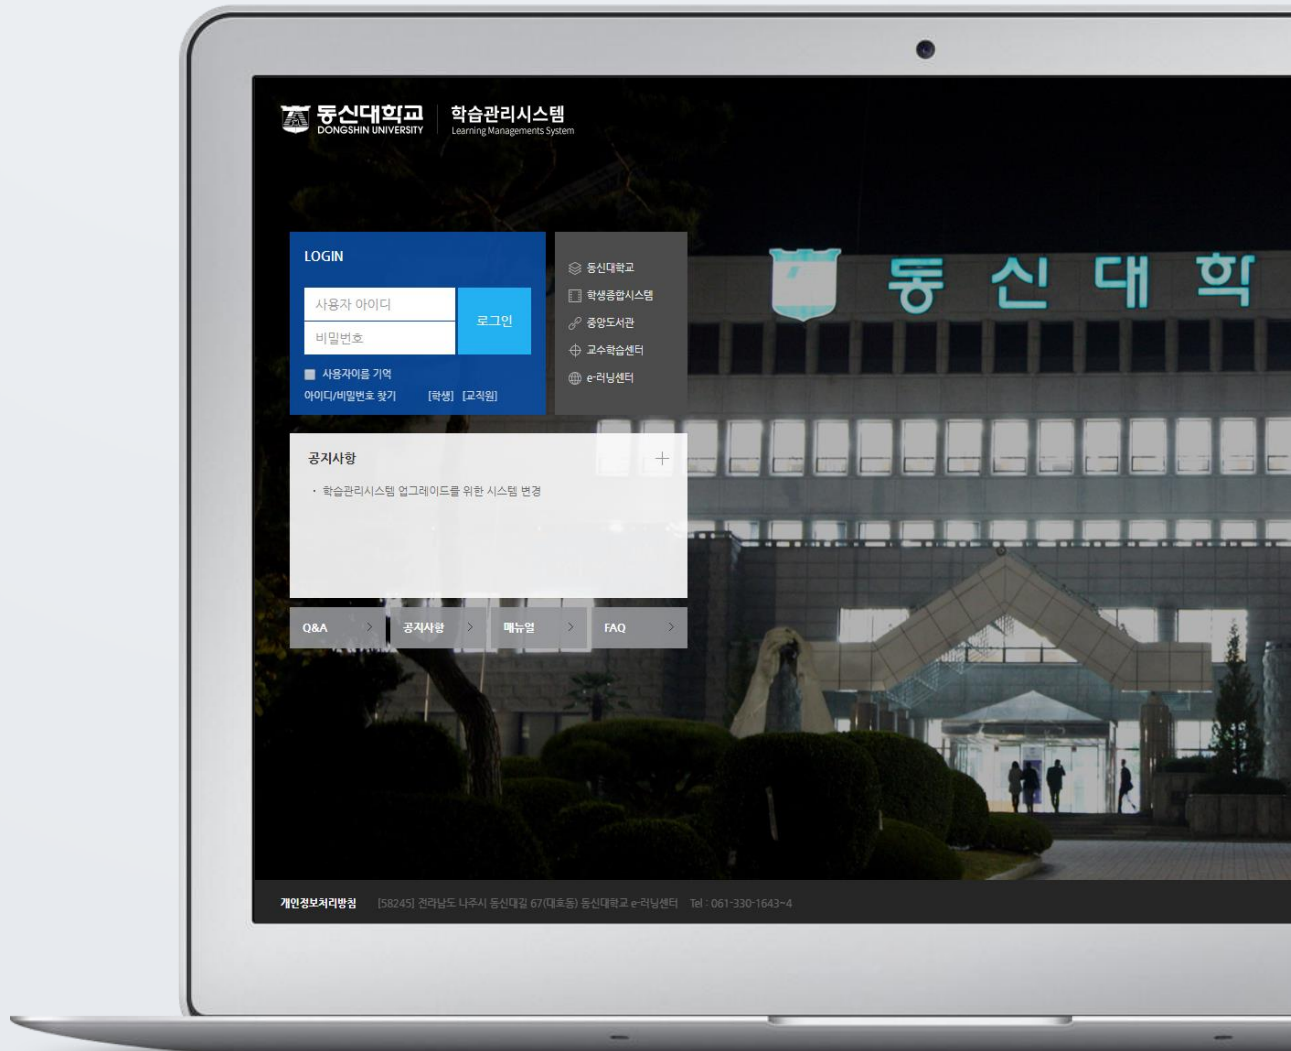 동신대학교
DONGSHIN UNIVERSITY
학습관리시스템
Learning Managements System
LOGIN
사용자 아이디
비밀번호
로그인
사용자이름 기억
아이디/비밀번호 찾기 [학생] [교직원]
동신대학교
학생종합시스템
중앙도서관
교수학습센터
e-러닝센터
동신대학
공지사항
· 학습관리시스템 업그레이드를 위한 시스템 변경
Q&A
공지사항
매뉴얼
FAQ
개인정보처리방침 [58245] 전라남도 나주시 동신대길 67(대호동) 동신대학교 e-러닝센터 Tel : 061-330-1643~4